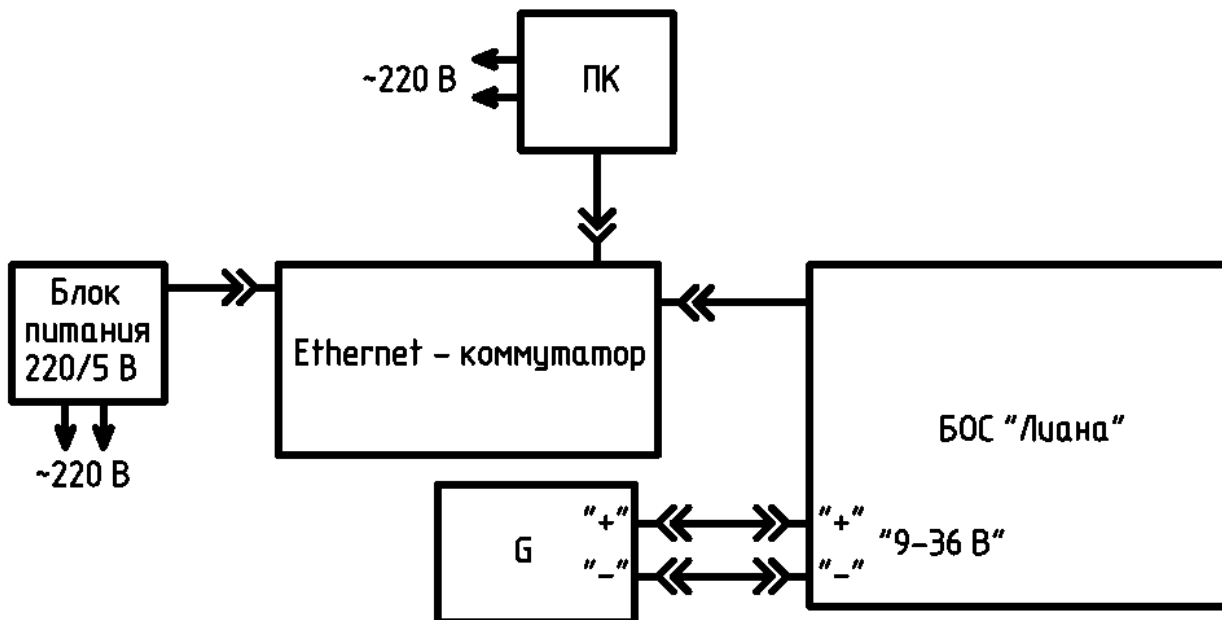 ПК
~220 В
Блок
питания
220/5 В
~220 В
Ethernet – коммутатор
БОС "Лиана"
G
"+"
"–"
"+"
"–"
"9–36 В"